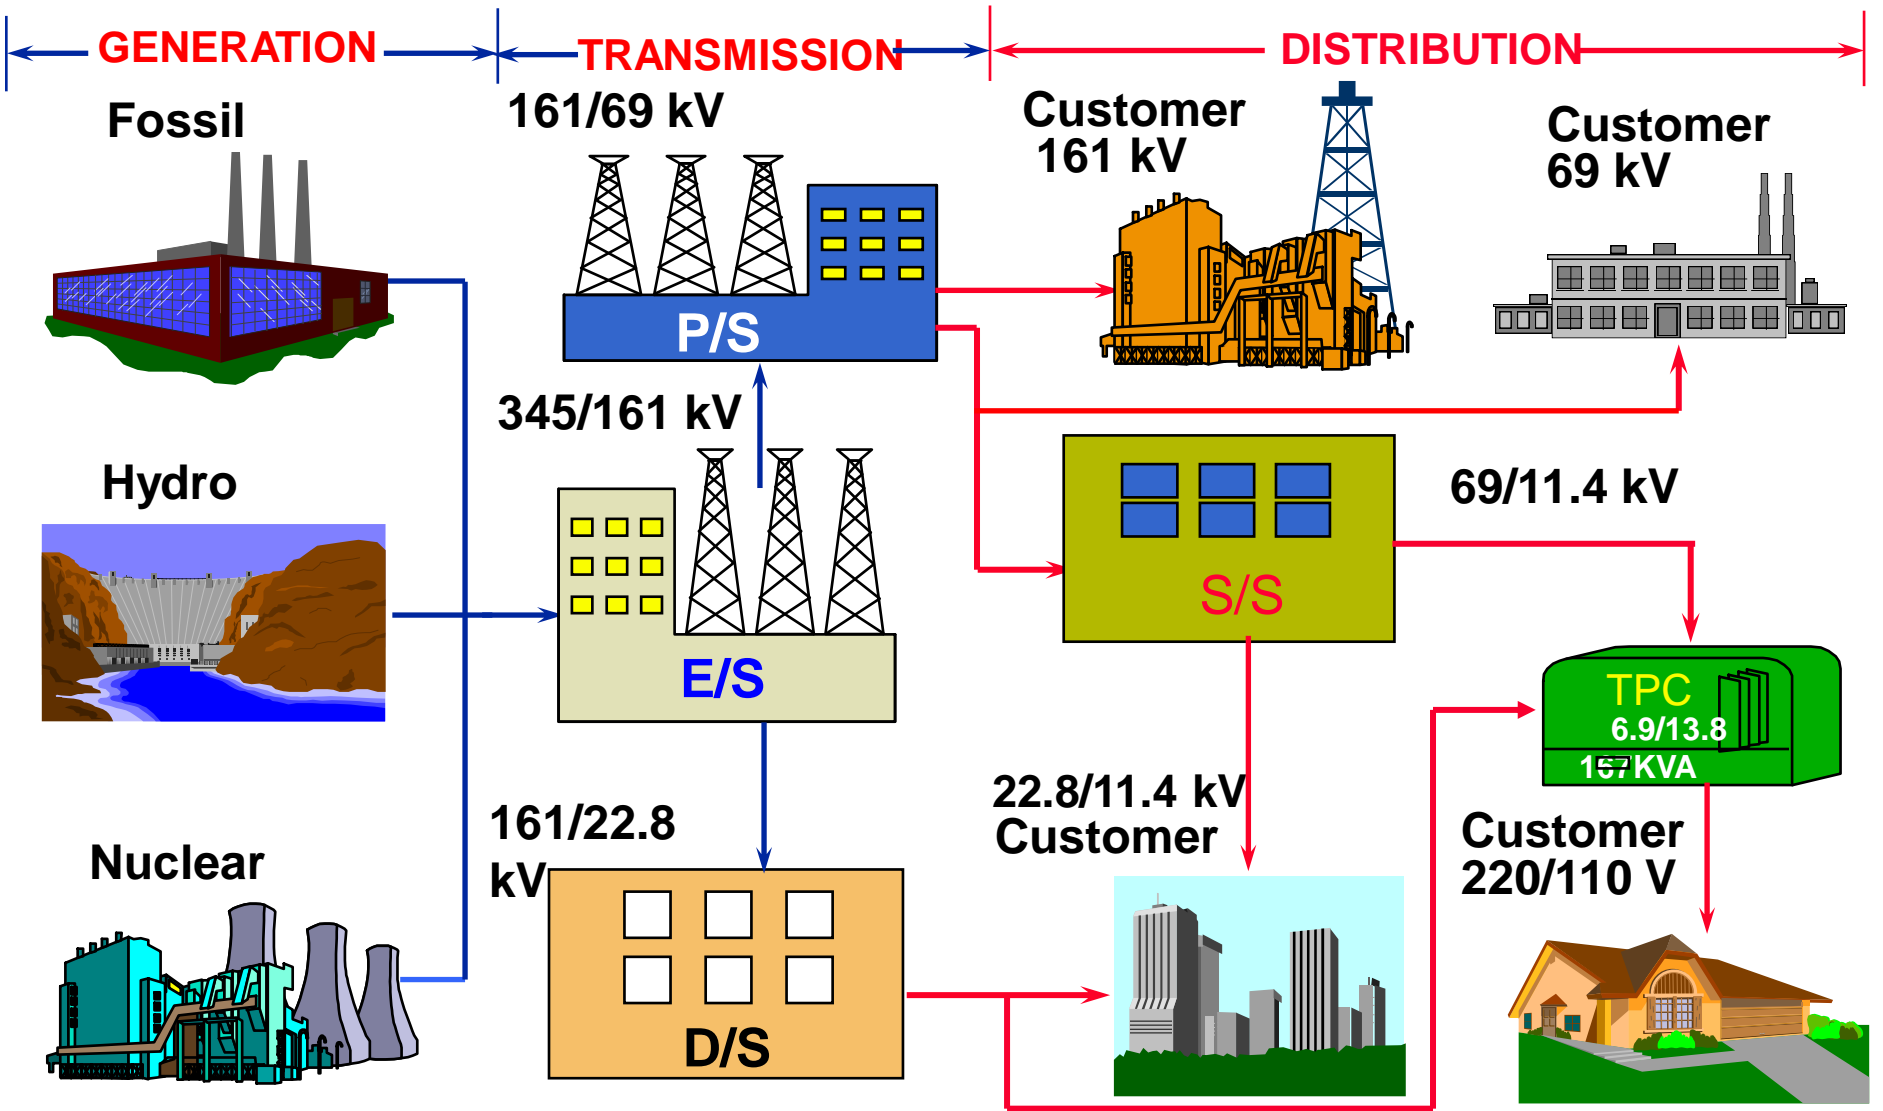 GENERATION
TRANSMISSION
DISTRIBUTION
Fossil
161/69 kV
Customer
161 kV
Customer
69 kV
P/S
345/161 kV
Hydro
69/11.4 kV
S/S
E/S
TPC
6.9/13.8
167KVA
22.8/11.4 kV
Customer
161/22.8
kV
Customer
220/110 V
Nuclear
D/S